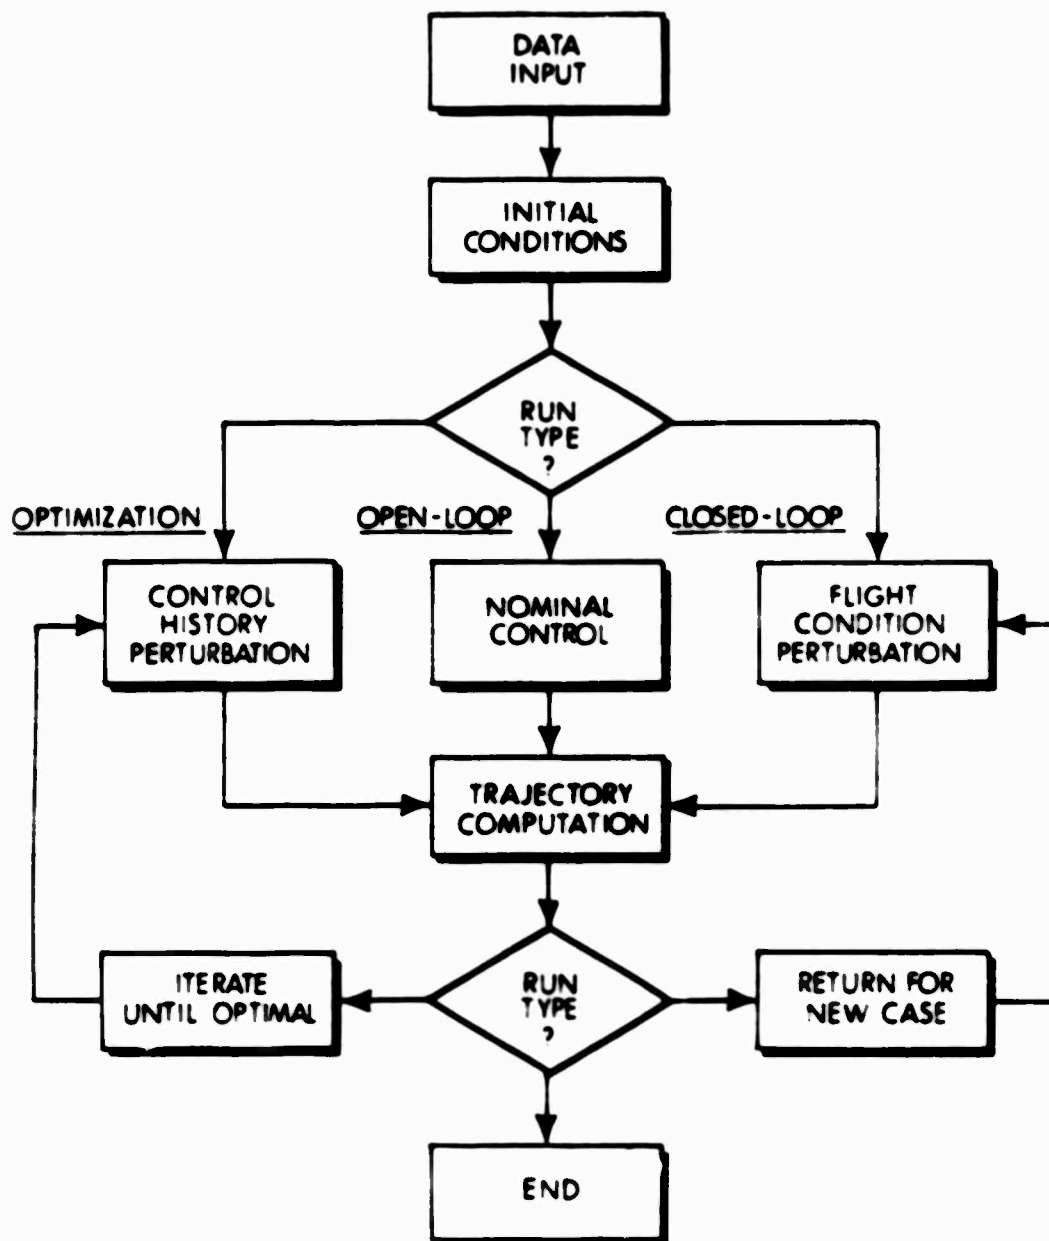 DATA
INPUT
INITIAL
CONDITIONS
RUN
TYPE
?
OPTIMIZATION
OPEN-LOOP
CLOSED-LOOP
CONTROL
HISTORY
PERTURBATION
NOMINAL
CONTROL
FLIGHT
CONDITION
PERTURBATION
TRAJECTORY
COMPUTATION
ITERATE
UNTIL OPTIMAL
RUN
TYPE
?
RETURN FOR
NEW CASE
END